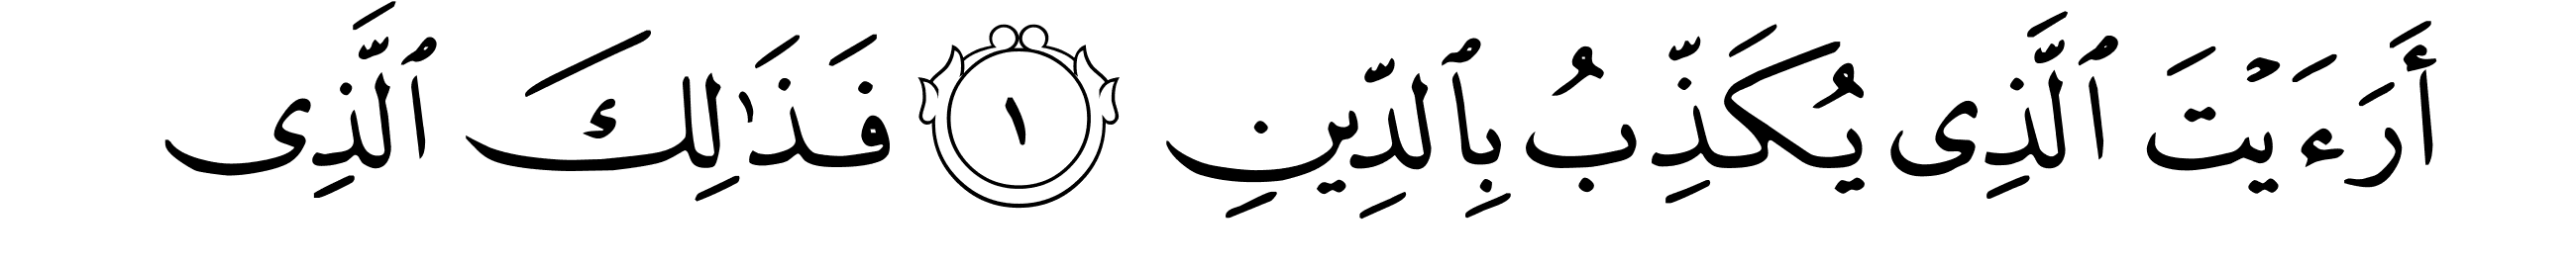 أَرَءَيْتَ ٱلَّذِى يُكَذِّبُ بِٱلدِّينِ ١ فَذَٰلِكَ ٱلَّذِى